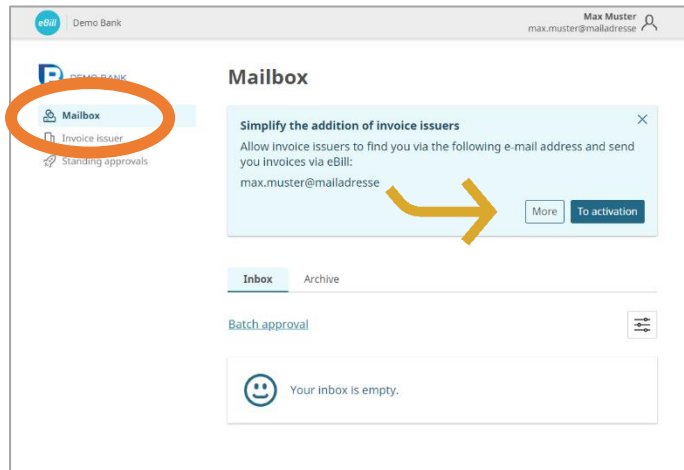 eBill Demo Bank
Max Muster
max.muster@mailadresse
DEMO BANK
Mailbox
Invoice issuer
Standing approvals
Mailbox
Simplify the addition of invoice issuers
Allow invoice issuers to find you via the following e-mail address and send
you invoices via eBill:
max.muster@mailadresse
More To activation
Inbox Archive
Batch approval
Your inbox is empty.